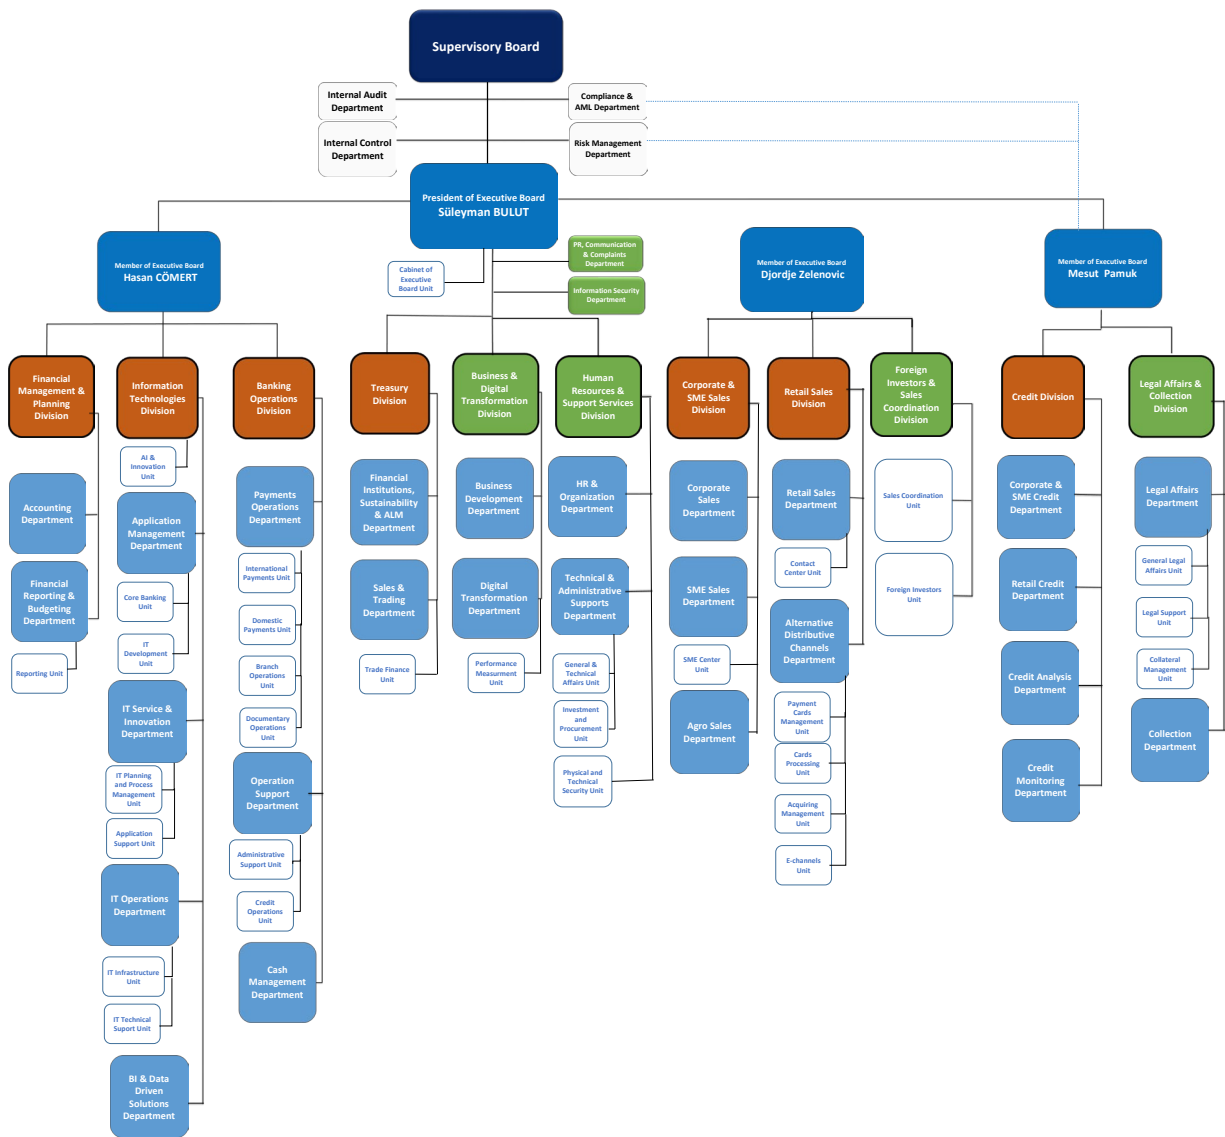 Supervisory Board
Internal Audit
Department
Compliance &
AML Department
Internal Control
Department
Risk Management
Department
President of Executive Board
Süleyman BULUT
Member of Executive Board
Hasan CÖMERT
Cabinet of
Executive
Board Unit
PR, Communication
& Complaints
Department
Information Security
Department
Member of Executive Board
Djordje Zelenovic
Member of Executive Board
Mesut Pamuk
Financial
Management &
Planning
Division
Information
Technologies
Division
Banking
Operations
Division
Treasury
Division
Business &
Digital
Transformation
Division
Human
Resources &
Support Services
Division
Corporate &
SME Sales
Division
Retail Sales
Division
Foreign
Investors &
Sales
Coordination
Division
Credit Division
Legal Affairs &
Collection
Division
Accounting
Department
Financial
Reporting &
Budgeting
Department
Reporting Unit
AI &
Innovation
Unit
Application
Management
Department
Core Banking
Unit
IT
Development
Unit
IT Service &
Innovation
Department
IT Planning
and Process
Management
Unit
Application
Support Unit
IT Operations
Department
IT Infrastructure
Unit
IT Technical
Suport Unit
BI & Data
Driven
Solutions
Department
Payments
Operations
Department
International
Payments Unit
Domestic
Payments Unit
Branch
Operations
Unit
Documentary
Operations Unit
Operation
Support
Department
Administrative
Support Unit
Credit
Operations
Unit
Cash
Management
Department
Financial
Institutions,
Sustainability
& ALM
Department
Sales &
Trading
Department
Trade Finance
Unit
Business
Development
Department
Digital
Transformation
Department
Performance
Measurment
Unit
HR &
Organization
Department
Technical &
Administrative
Supports
Department
General &
Technical
Affairs Unit
Investment
and
Procurement
Unit
Physical and
Technical
Security Unit
Corporate
Sales
Department
SME Sales
Department
SME Center
Unit
Agro Sales
Department
Retail Sales
Department
Contact
Center Unit
Alternative
Distributive
Channels
Department
Payment
Cards
Management
Unit
Cards
Processing
Unit
Acquiring
Management
Unit
E-channels
Unit
Sales Coordination
Unit
Foreign Investors
Unit
Corporate
& SME Credit
Department
Retail Credit
Department
Credit Analysis
Department
Credit
Monitoring
Department
Legal Affairs
Department
General Legal
Affairs Unit
Legal Support
Unit
Collateral
Management
Unit
Collection
Department